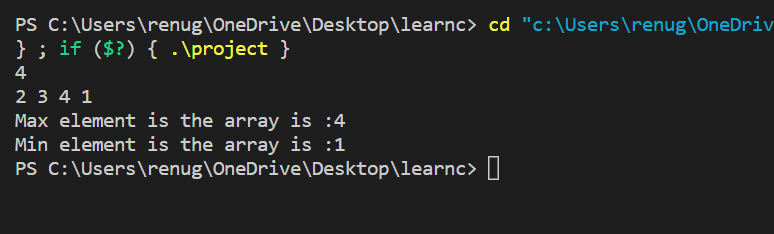 PS C:\Users\renug\OneDrive\Desktop\learnc> cd "c:\Users\renug\OneDriv
} ; if ($?) { .\project }
4
2 3 4 1
Max element is the array is :4
Min element is the array is :1
PS C:\Users\renug\OneDrive\Desktop\learnc>